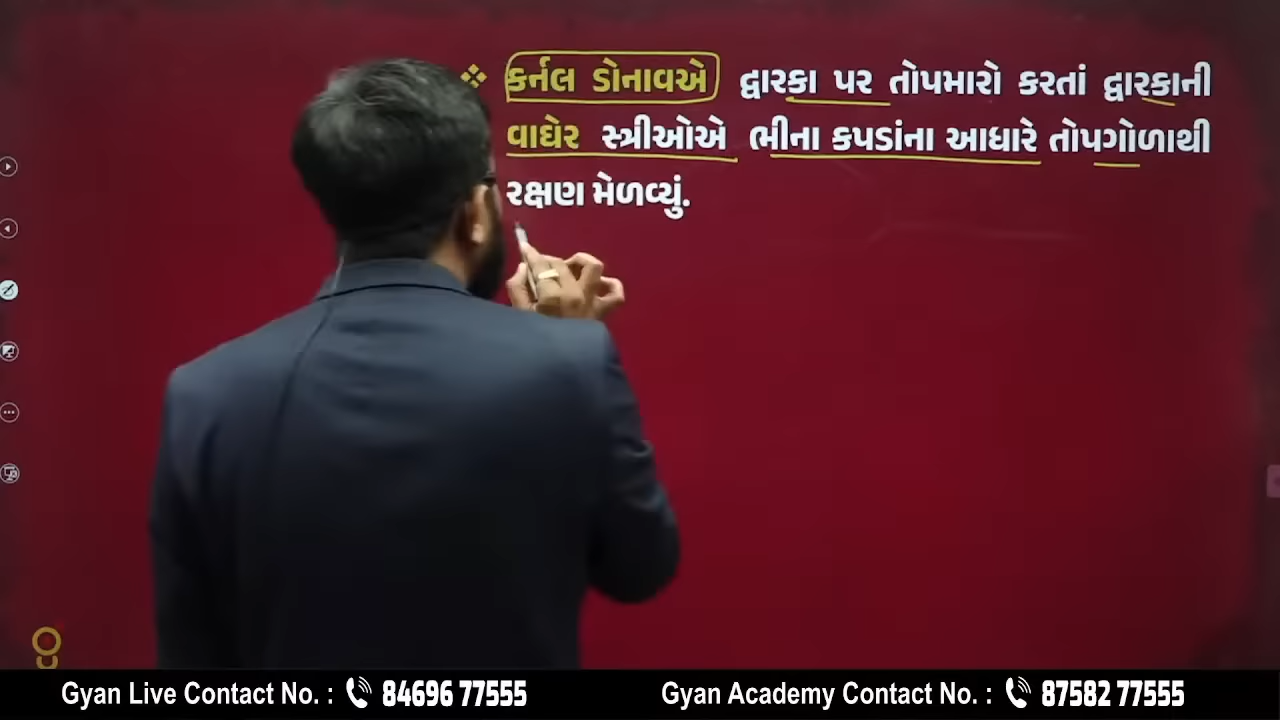 ❖ કર્નલ ડોનાવએ દ્વારકા પર તોપમારો કરતાં દ્વારકાની
વાઘેર સ્ત્રીઓએ ભીના કપડાંના આધારે તોપગોળાથી
રક્ષણ મેળવ્યું.
Gyan Live Contact No. : 84696 77555
Gyan Academy Contact No. : 87582 77555